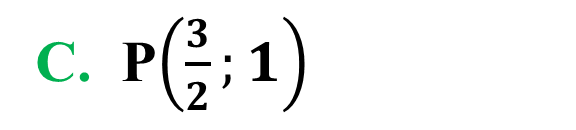 C. P(3/2; 1)